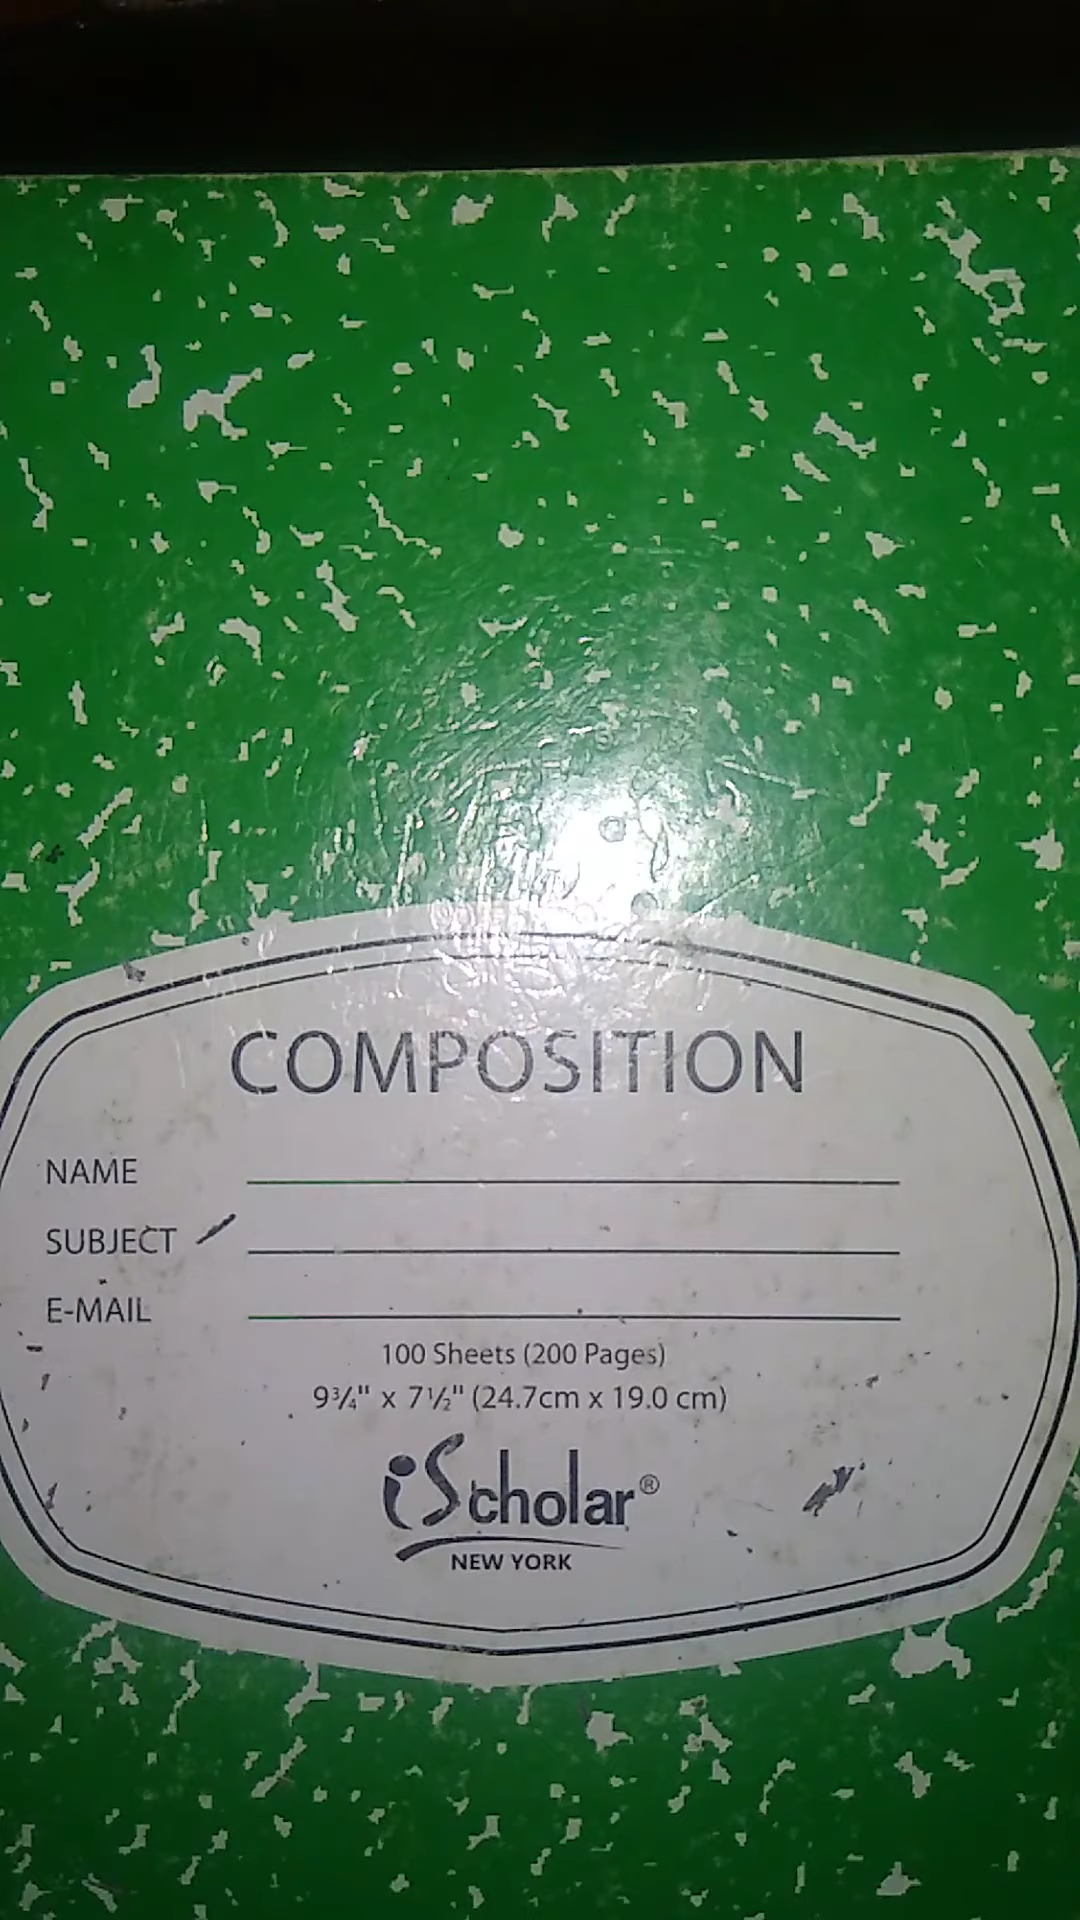 COMPOSITION
NAME
SUBJECT
E-MAIL
100 Sheets (200 Pages)
9¾" x 7½" (24.7cm x 19.0 cm)
iScholar®
NEW YORK